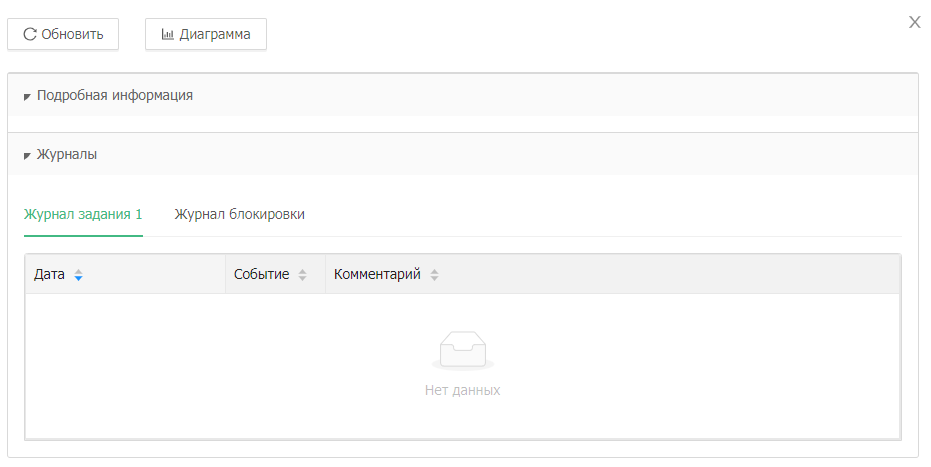 Обновить Диаграмма
Подробная информация
Журналы
Журнал задания 1 Журнал блокировки
Дата Событие Комментарий
Нет данных